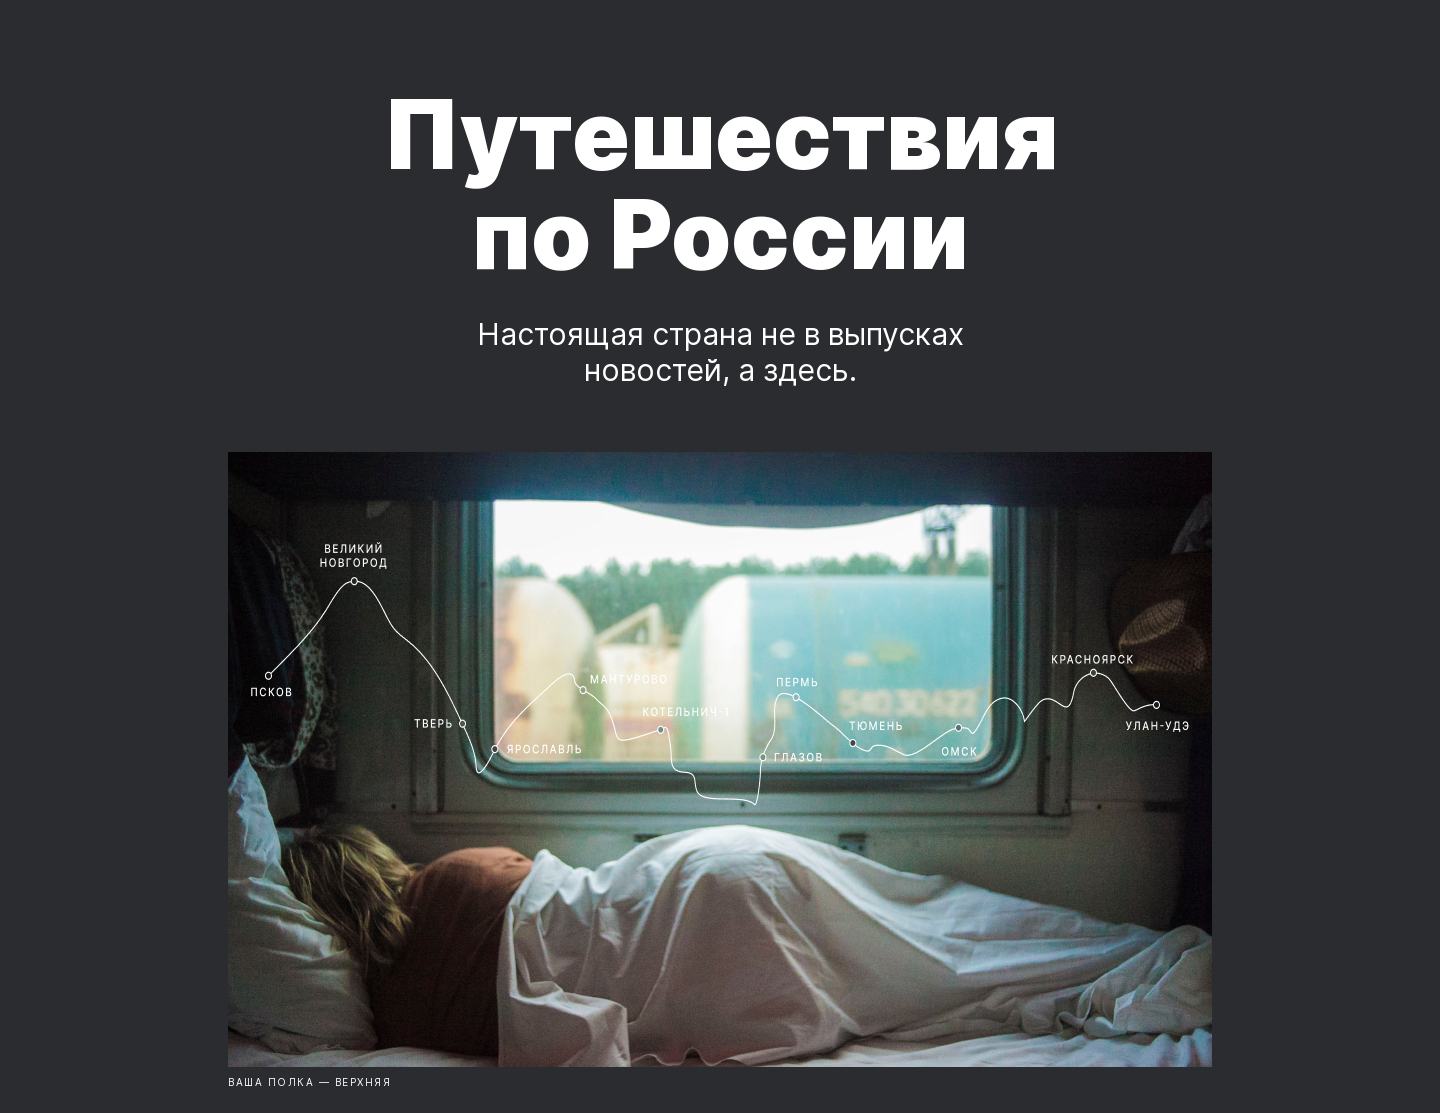 Путешествия
по России
Настоящая страна не в выпусках
новостей, а здесь.
ВЕЛИКИЙ
НОВГОРОД
ПСКОВ
ТВЕРЬ
ЯРОСЛАВЛЬ
МАНТУРОВО
КОТЕЛЬНИЧ-1
ПЕРМЬ
ГЛАЗОВ
ТЮМЕНЬ
ОМСК
КРАСНОЯРСК
УЛАН-УДЭ
54030622
ВАША ПОЛКА — ВЕРХНЯЯ